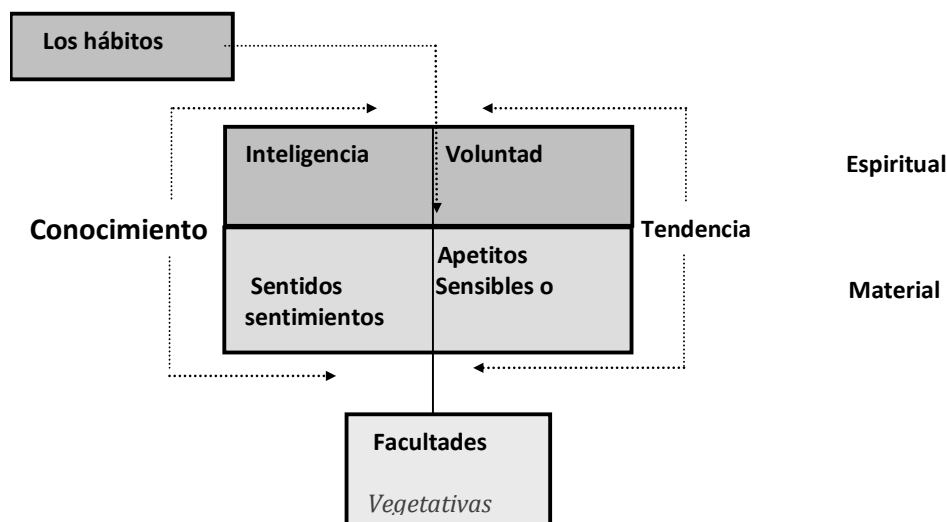 Los hábitos
Inteligencia
Voluntad
Espiritual
Conocimiento
Tendencia
Apetitos
Sensibles o
Sentidos
sentimientos
Material
Facultades
Vegetativas